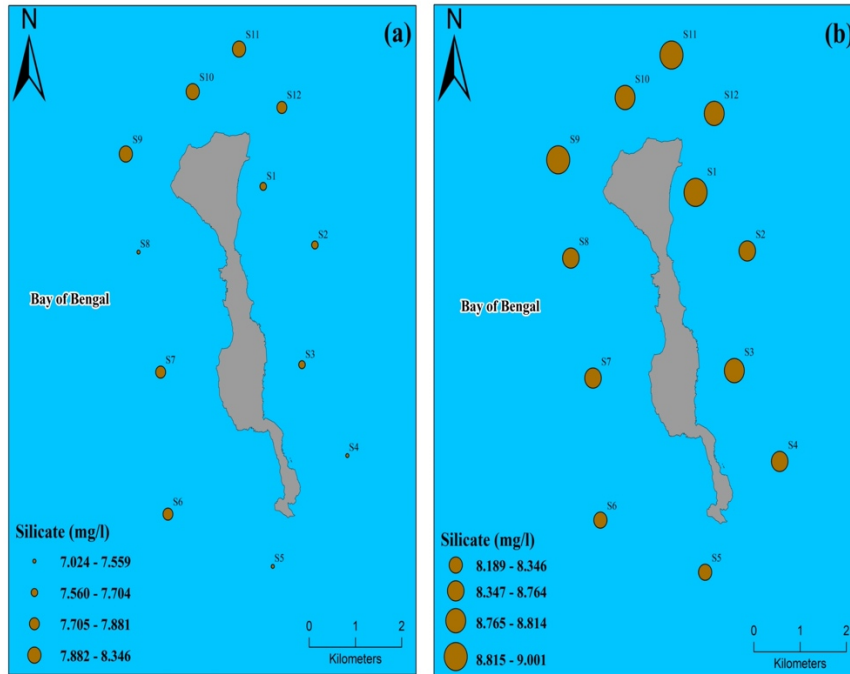 N
(a)
S11
S10
S12
S9
S1
S2
S8
Bay of Bengal
S3
S7
S4
S6
S5
Silicate (mg/l)
7.024 - 7.559
7.560 - 7.704
7.705 - 7.881
7.882 - 8.346
0 1 2
Kilometers
N
(b)
S11
S10
S12
S9
S1
S2
S8
Bay of Bengal
S3
S7
S4
S6
S5
Silicate (mg/l)
8.189 - 8.346
8.347 - 8.764
8.765 - 8.814
8.815 - 9.001
0 1 2
Kilometers